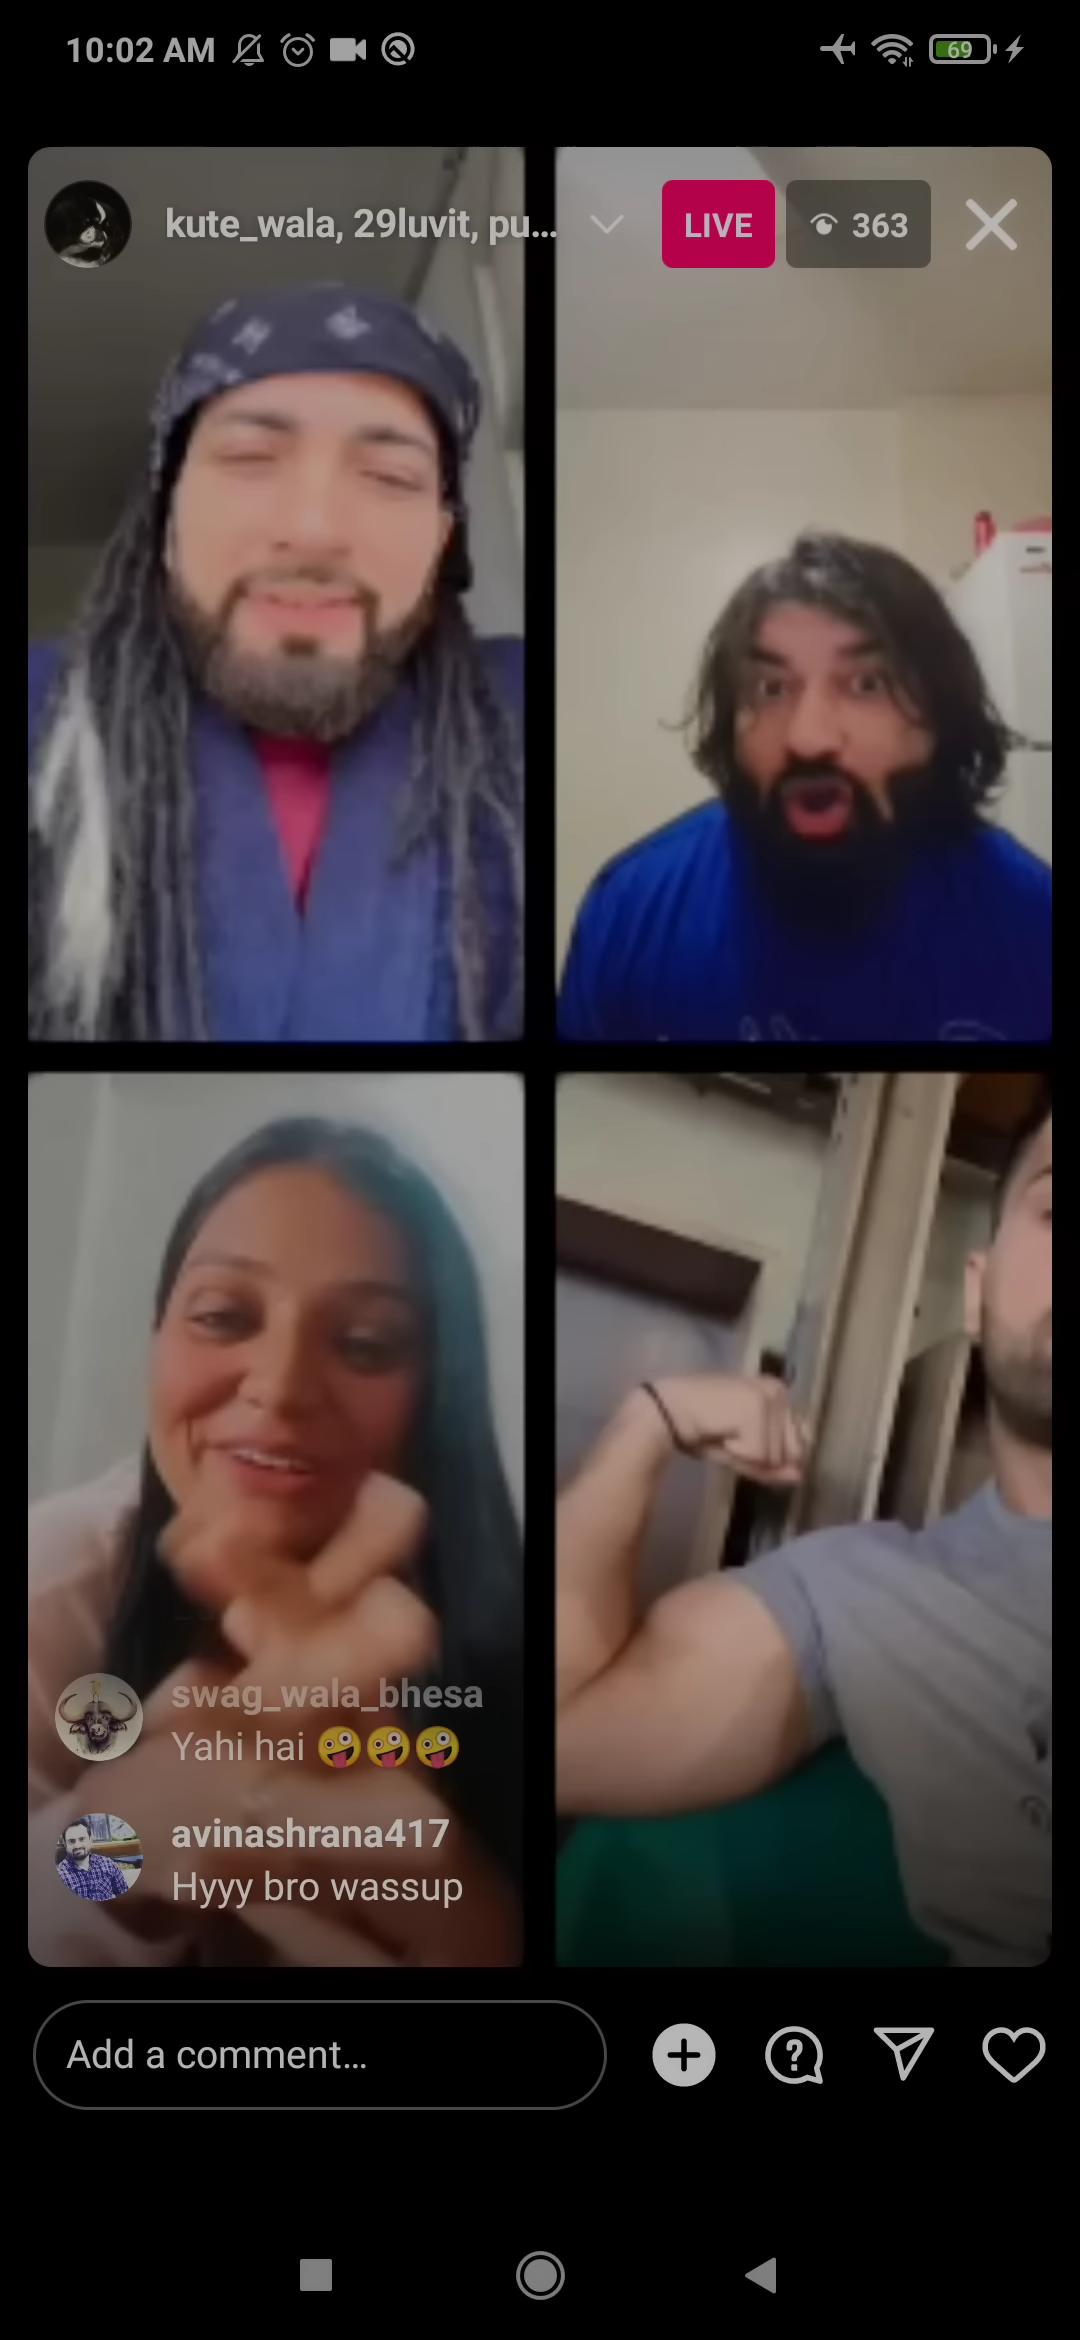 10:02 AM
69
kute_wala, 29luvit, pu...
LIVE
363
swag_wala_bhesa
Yahi hai 🤪🤪🤪
avinashrana417
Hyyy bro wassup
Add a comment...